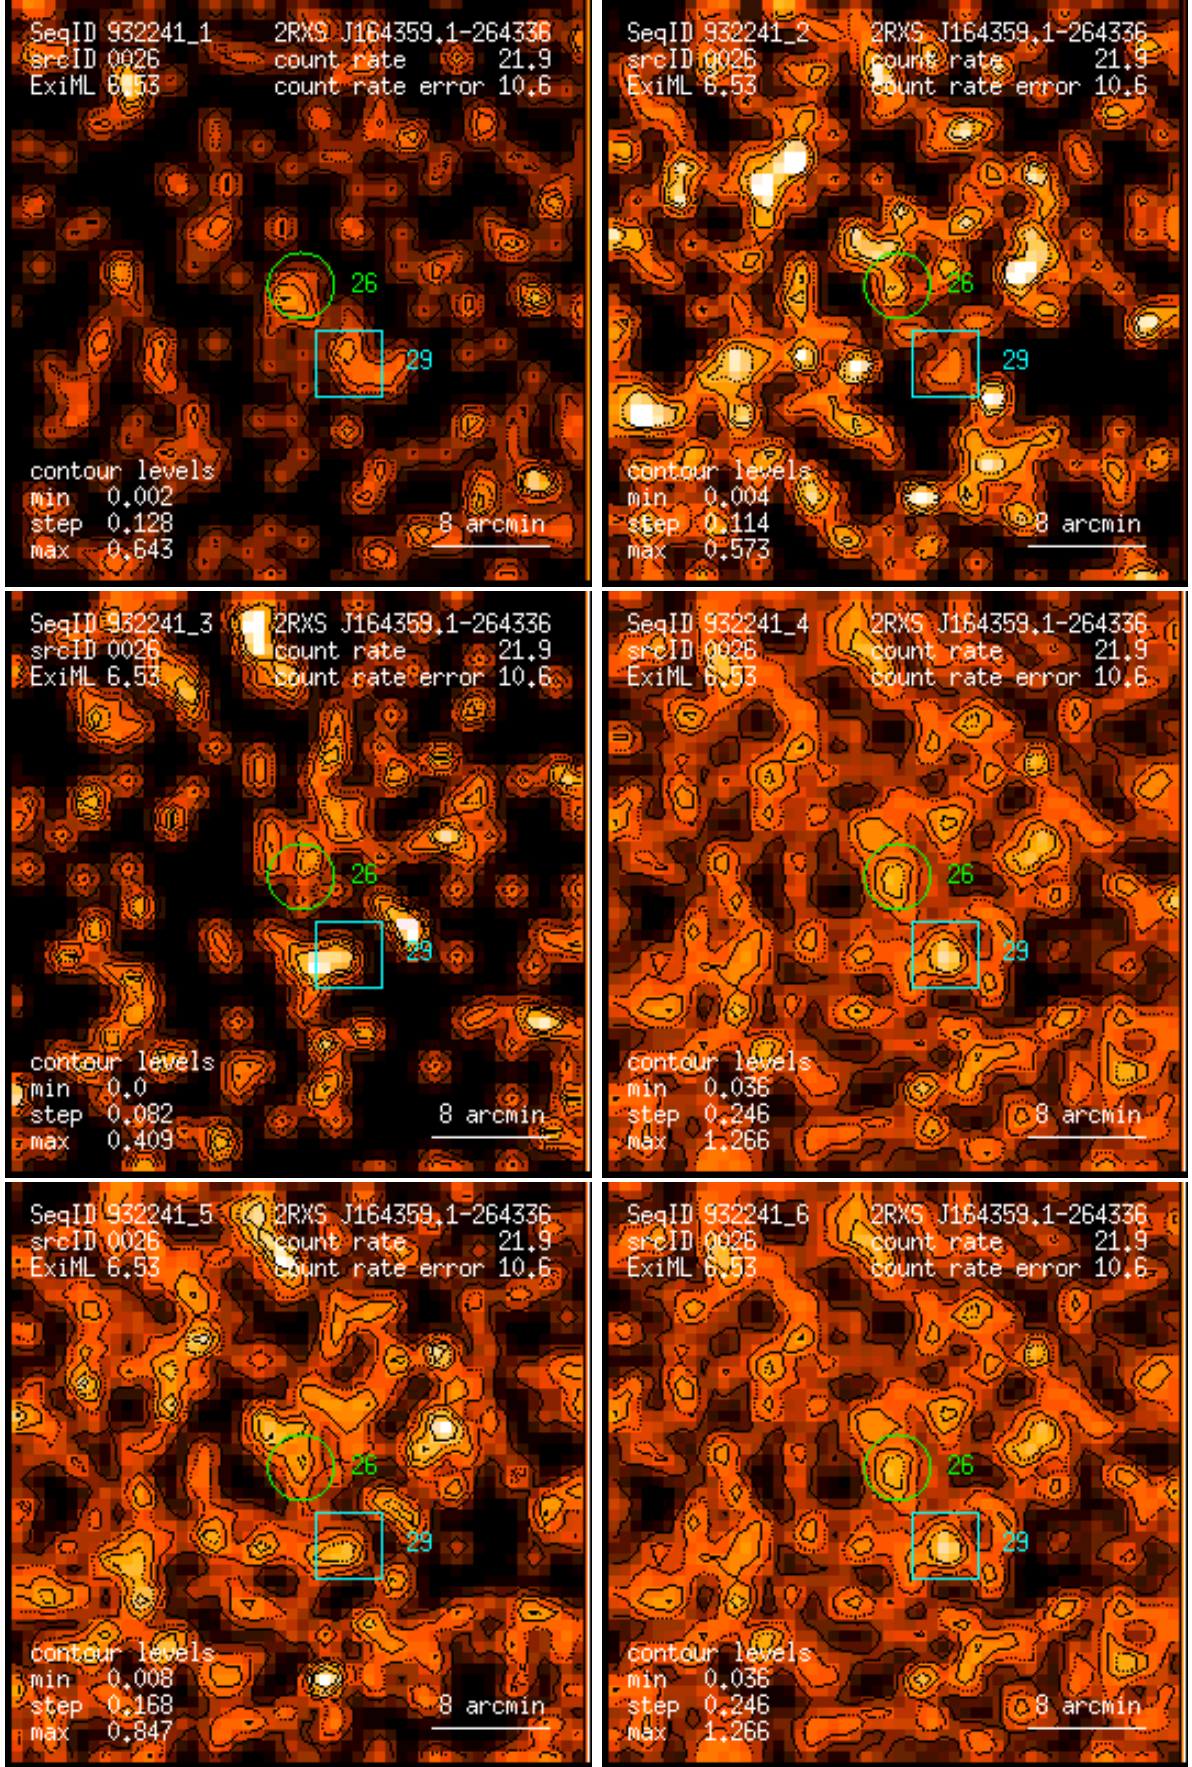 SeqID 932241_1 2RXS J164359.1-264336
srcID 0026 count rate 21.9
ExiML 6.53 count rate error 10.6
26
29
contour levels
min 0.002
step 0.128 8 arcmin
max 0.643
SeqID 932241_2 2RXS J164359.1-264336
srcID 0026 count rate 21.9
ExiML 6.53 count rate error 10.6
26
29
contour levels
min 0.004
step 0.114 8 arcmin
max 0.573
SeqID 932241_3 2RXS J164359.1-264336
srcID 0026 count rate 21.9
ExiML 6.53 count rate error 10.6
26
29
contour levels
min 0.0
step 0.082 8 arcmin
max 0.409
SeqID 932241_4 2RXS J164359.1-264336
srcID 0026 count rate 21.9
ExiML 6.53 count rate error 10.6
26
29
contour levels
min 0.036
step 0.246 8 arcmin
max 1.266
SeqID 932241_5 2RXS J164359.1-264336
srcID 0026 count rate 21.9
ExiML 6.53 count rate error 10.6
26
29
contour levels
min 0.008
step 0.168 8 arcmin
max 0.847
SeqID 932241_6 2RXS J164359.1-264336
srcID 0026 count rate 21.9
ExiML 6.53 count rate error 10.6
26
29
contour levels
min 0.036
step 0.246 8 arcmin
max 1.266